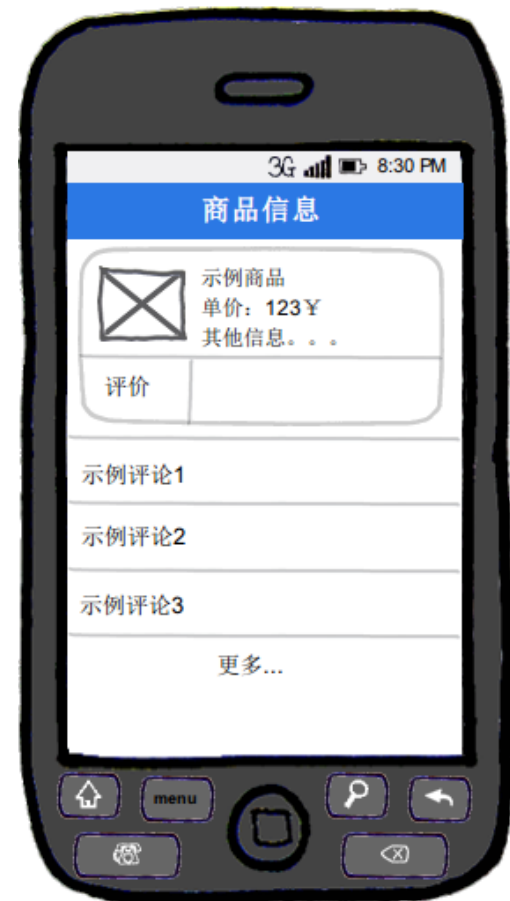 3G 8:30 PM
商品信息
示例商品
单价：123￥
其他信息。。。
评价
示例评论1
示例评论2
示例评论3
更多...
menu